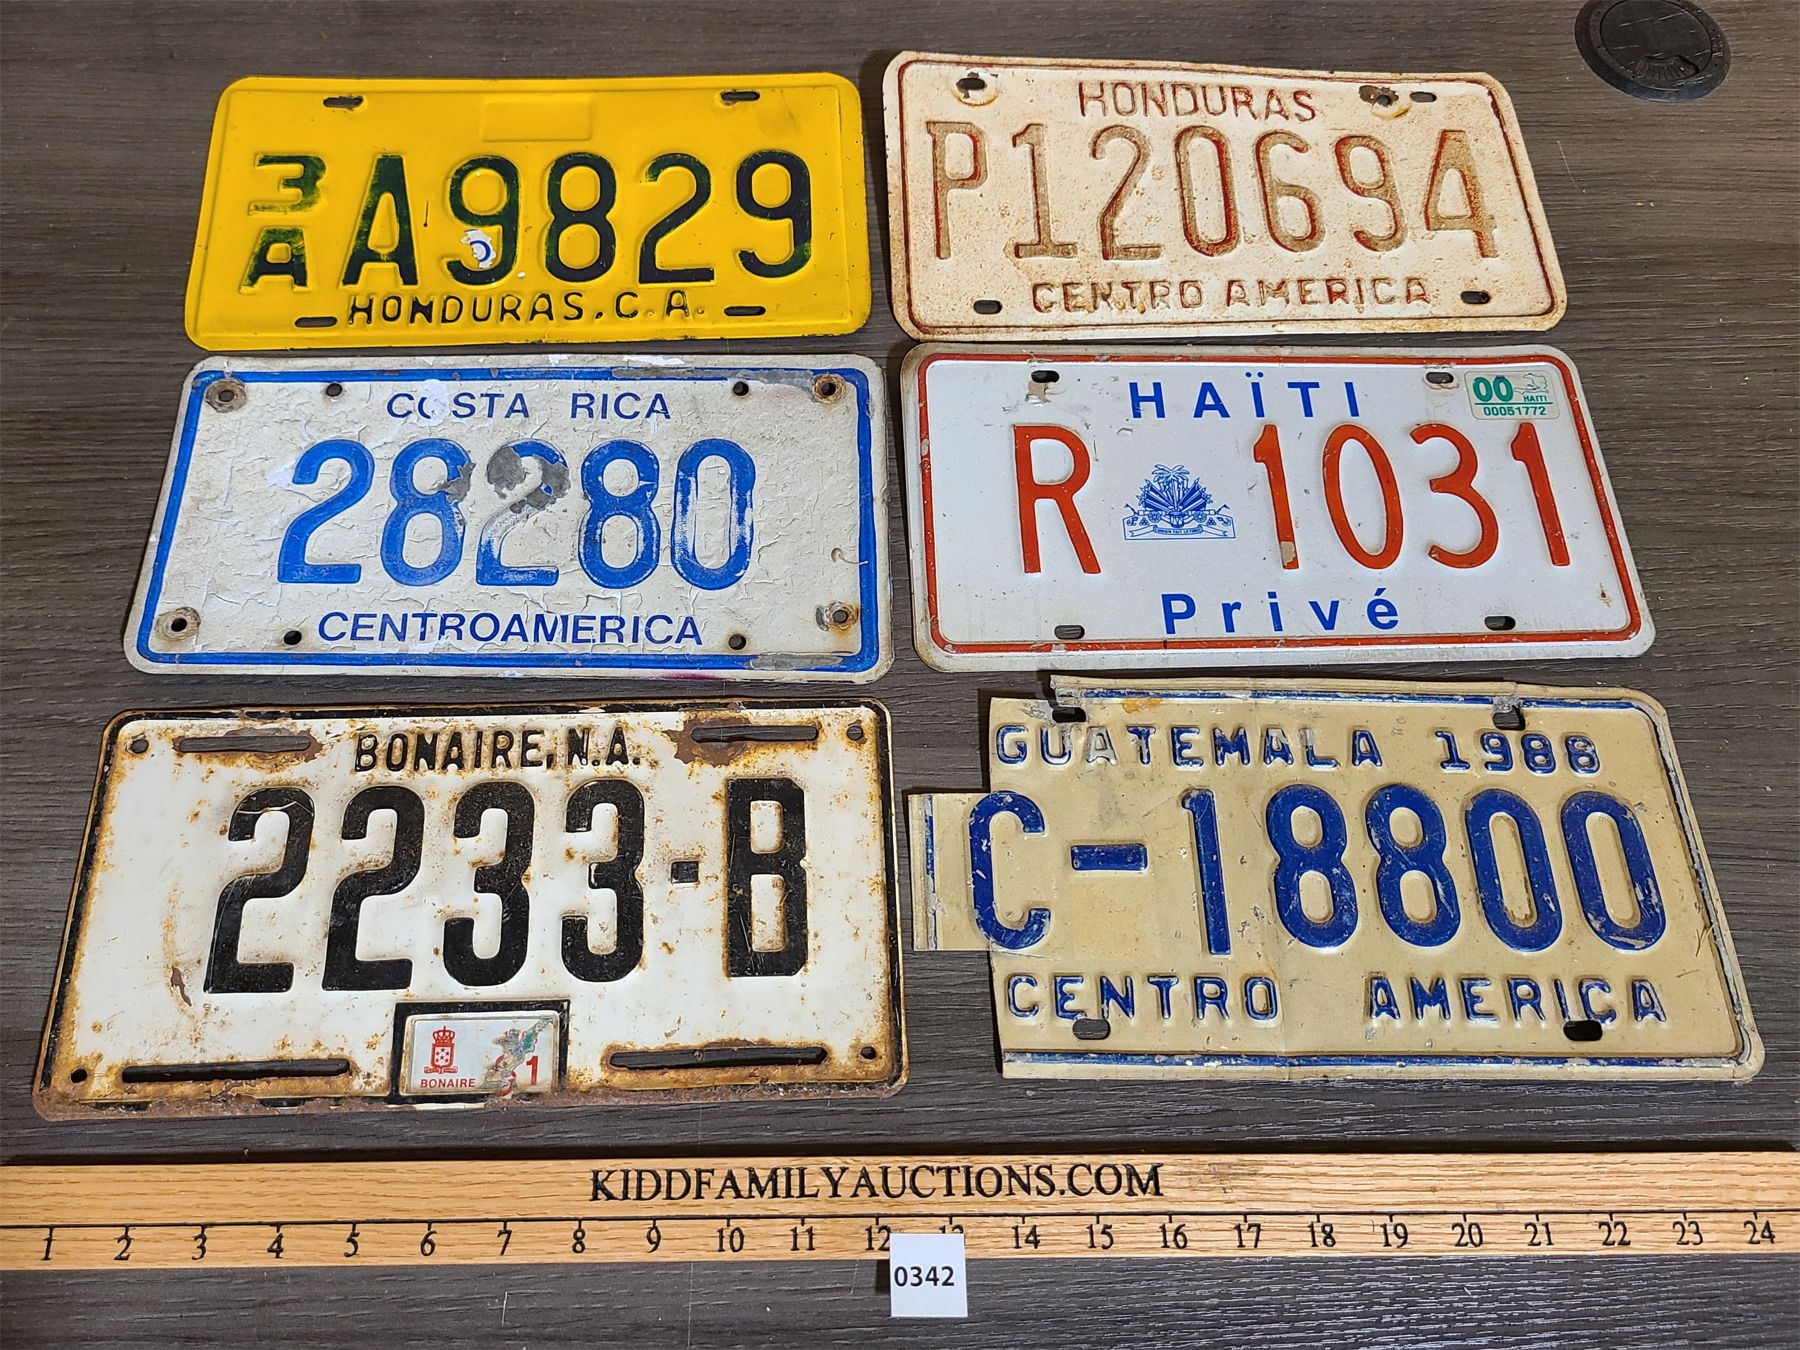 3A A9829
HONDURAS, C.A.
HONDURAS
P120694
CENTRO AMERICA
COSTA RICA
28280
CENTROAMERICA
HAÏTI
00 HAITI
00051772
R 1031
Privé
BONAIRE, N.A.
2233-B
BONAIRE
1
GUATEMALA 1988
C-18800
CENTRO AMERICA
KIDDFAMILYAUCTIONS.COM
1 2 3 4 5 6 7 8 9 10 11 12 13 14 15 16 17 18 19 20 21 22 23 24
0342